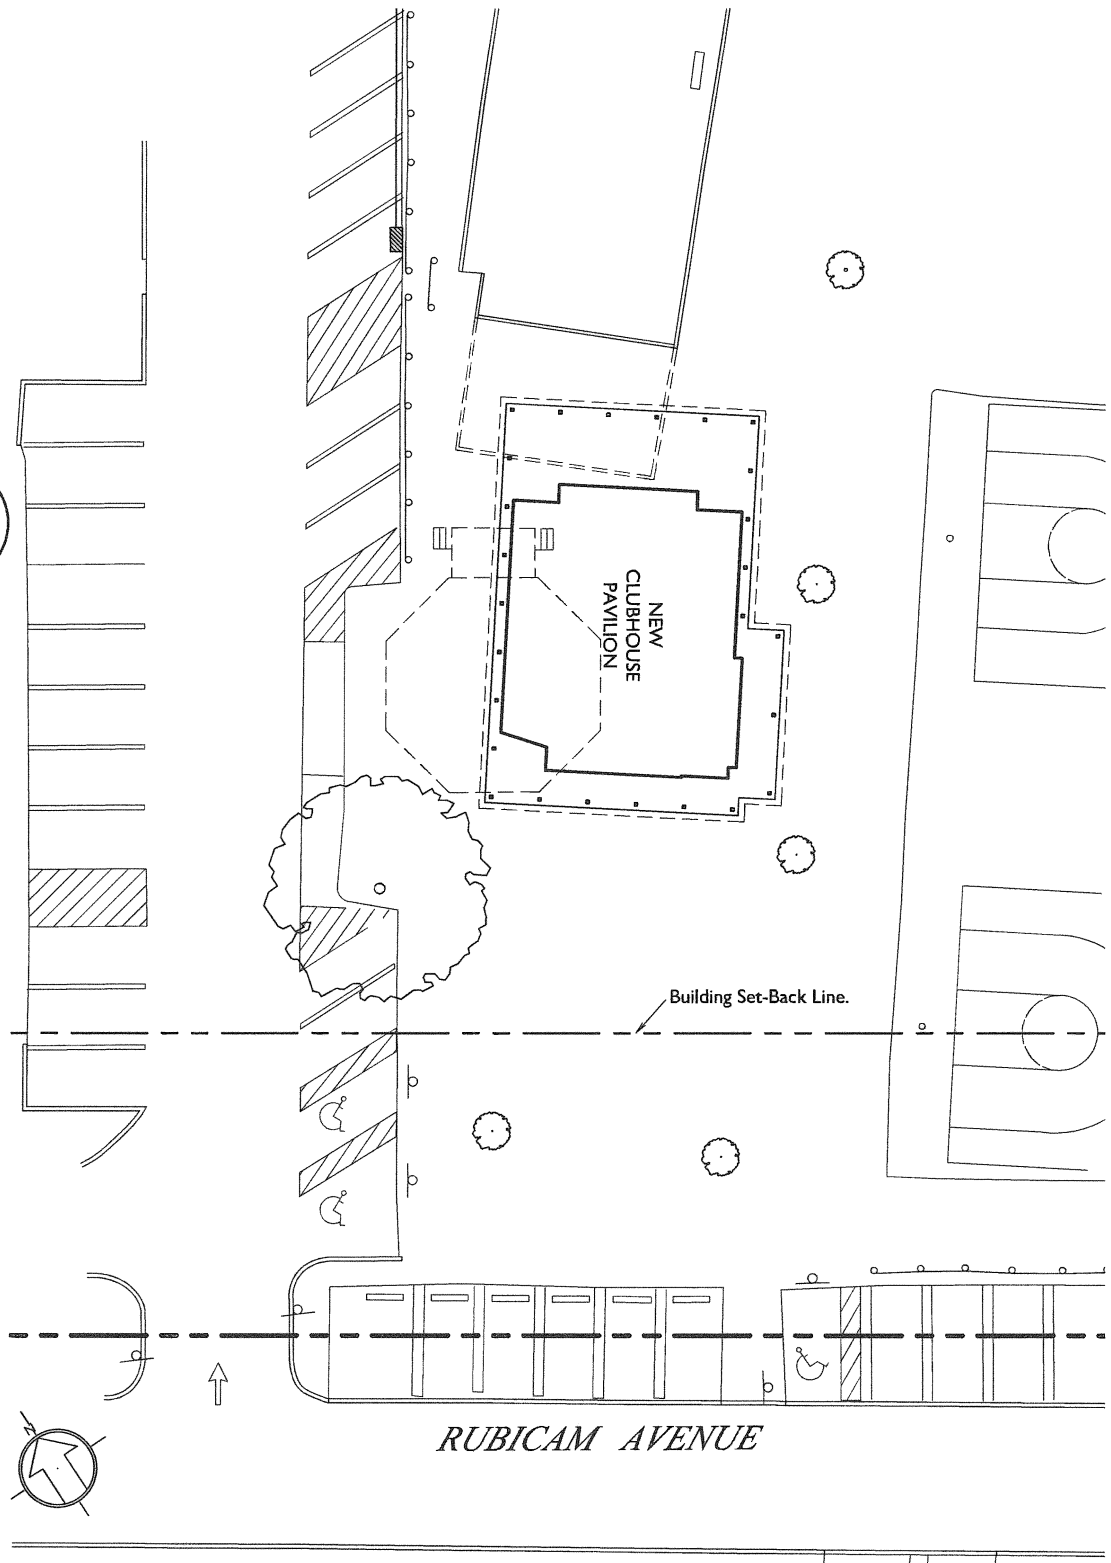 NEW
CLUBHOUSE
PAVILION
Building Set-Back Line.
RUBICAM AVENUE
N